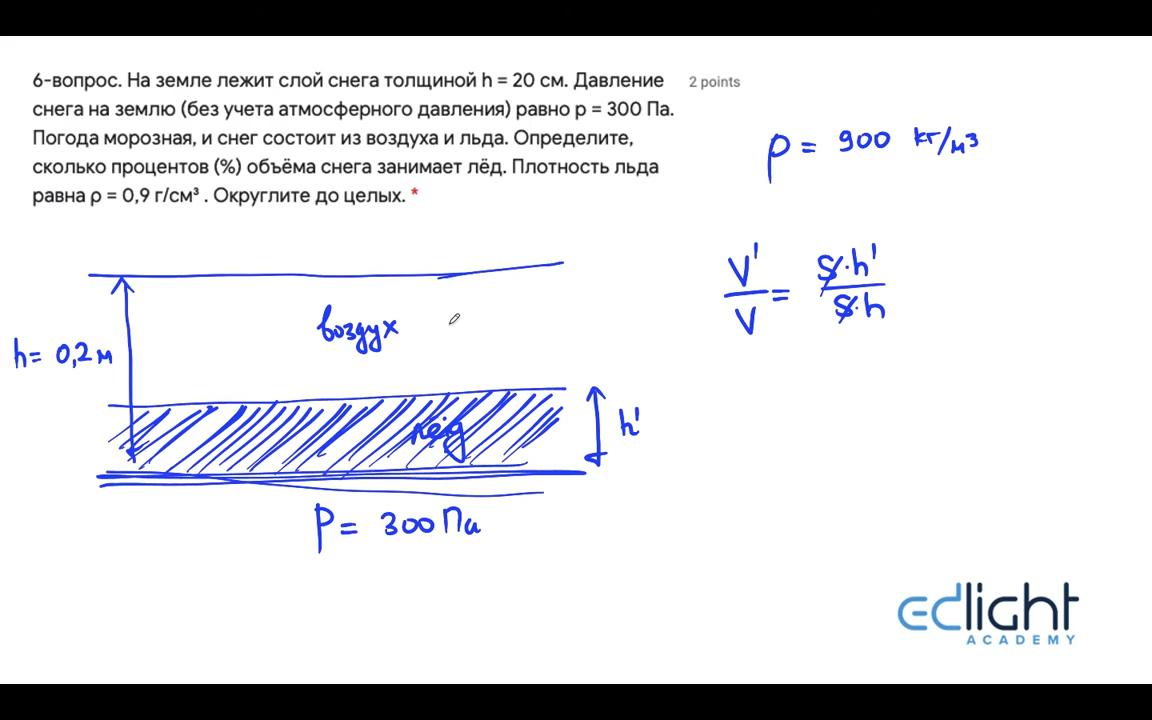 6-вопрос. На земле лежит слой снега толщиной h = 20 см. Давление
2 points
снега на землю (без учета атмосферного давления) равно p = 300 Па.
Погода морозная, и снег состоит из воздуха и льда. Определите,
сколько процентов (%) объёма снега занимает лёд. Плотность льда
равна ρ = 0,9 г/см³ . Округлите до целых. *
ρ = 900 кг/м³
V' / V = S·h' / S·h
воздух
h = 0,2 м
лёд
h'
P = 300 Па
edlight
ACADEMY